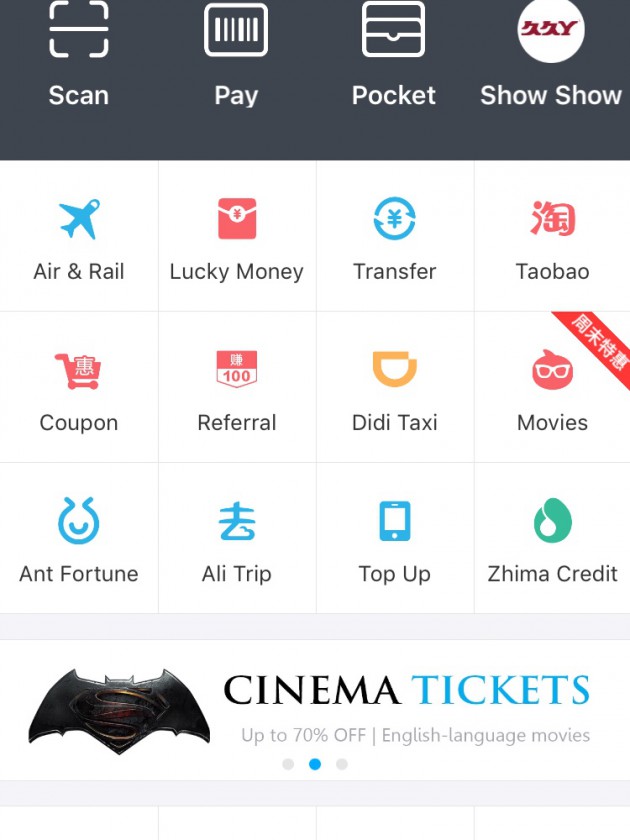 久久丫
Scan
Pay
Pocket
Show Show
淘
周末特惠
Air & Rail
Lucky Money
Transfer
Taobao
惠
赚
100
Coupon
Referral
Didi Taxi
Movies
去
Ant Fortune
Ali Trip
Top Up
Zhima Credit
CINEMA TICKETS
Up to 70% OFF | English-language movies